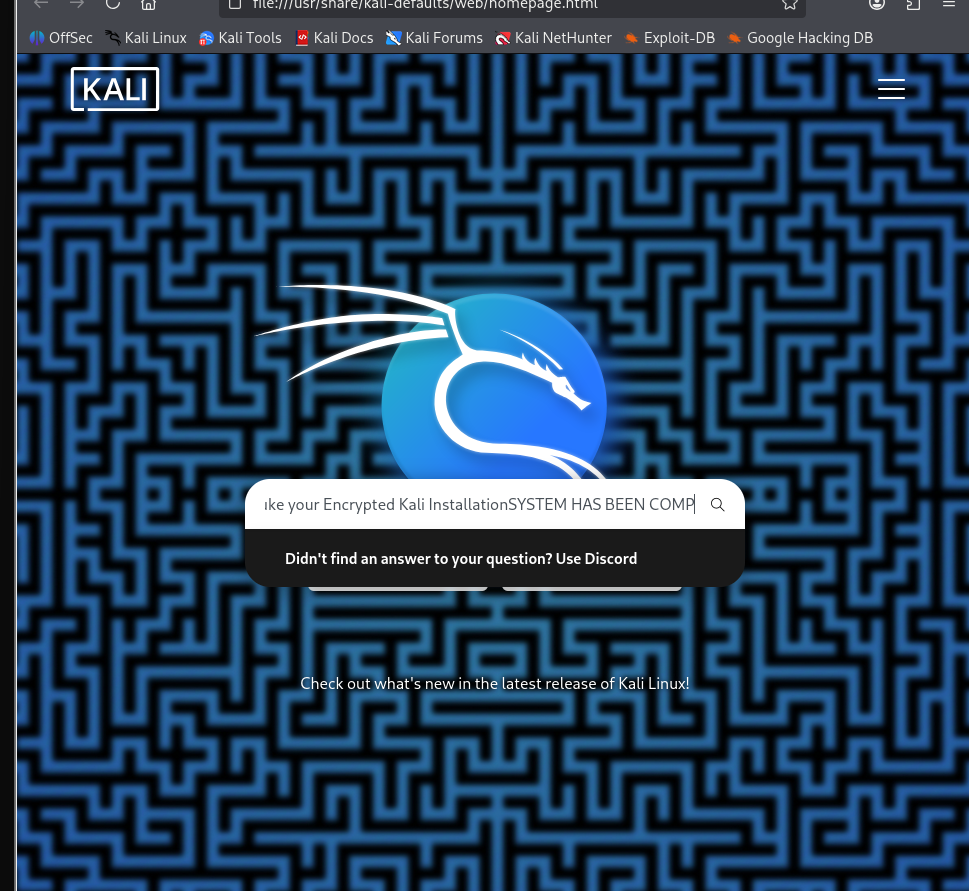 file:///usr/share/kali-defaults/web/homepage.html
OffSec Kali Linux Kali Tools Kali Docs Kali Forums Kali NetHunter Exploit-DB Google Hacking DB
KALI
your Encrypted Kali InstallationSYSTEM HAS BEEN COMP
Didn't find an answer to your question? Use Discord
Check out what's new in the latest release of Kali Linux!